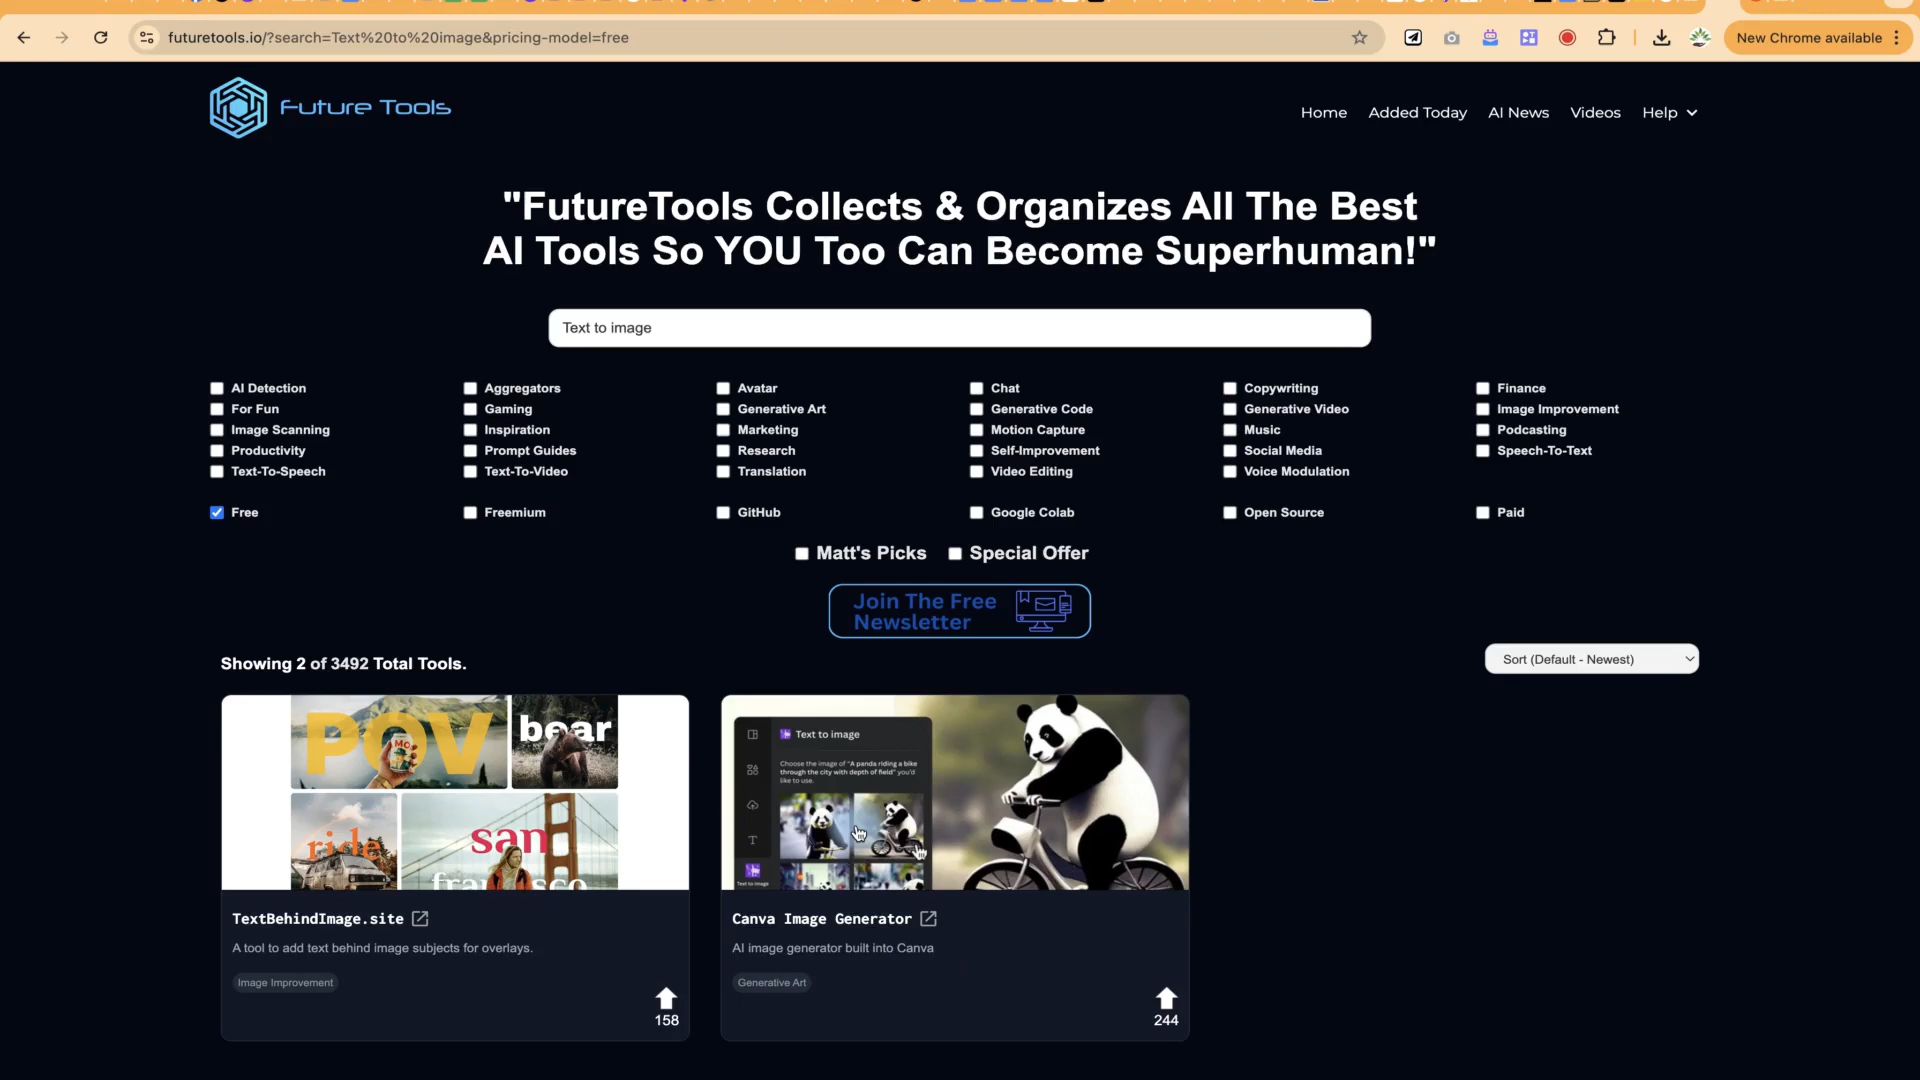 futuretools.io/?search=Text%20to%20image&pricing-model=free
New Chrome available
Future Tools
Home
Added Today
AI News
Videos
Help
"FutureTools Collects & Organizes All The Best
AI Tools So YOU Too Can Become Superhuman!"
Text to image
AI Detection
Aggregators
Avatar
Chat
Copywriting
Finance
For Fun
Gaming
Generative Art
Generative Code
Generative Video
Image Improvement
Image Scanning
Inspiration
Marketing
Motion Capture
Music
Podcasting
Productivity
Prompt Guides
Research
Self-Improvement
Social Media
Speech-To-Text
Text-To-Speech
Text-To-Video
Translation
Video Editing
Voice Modulation
Free
Freemium
GitHub
Google Colab
Open Source
Paid
Matt's Picks
Special Offer
Join The Free
Newsletter
Showing 2 of 3492 Total Tools.
Sort (Default - Newest)
POV
bear
ride
san
francisco
Text to image
Choose the image of "A panda riding a bike
through the city with depth of field" you'd
like to use.
Text to image
TextBehindImage.site
A tool to add text behind image subjects for overlays.
Image Improvement
158
Canva Image Generator
AI image generator built into Canva
Generative Art
244